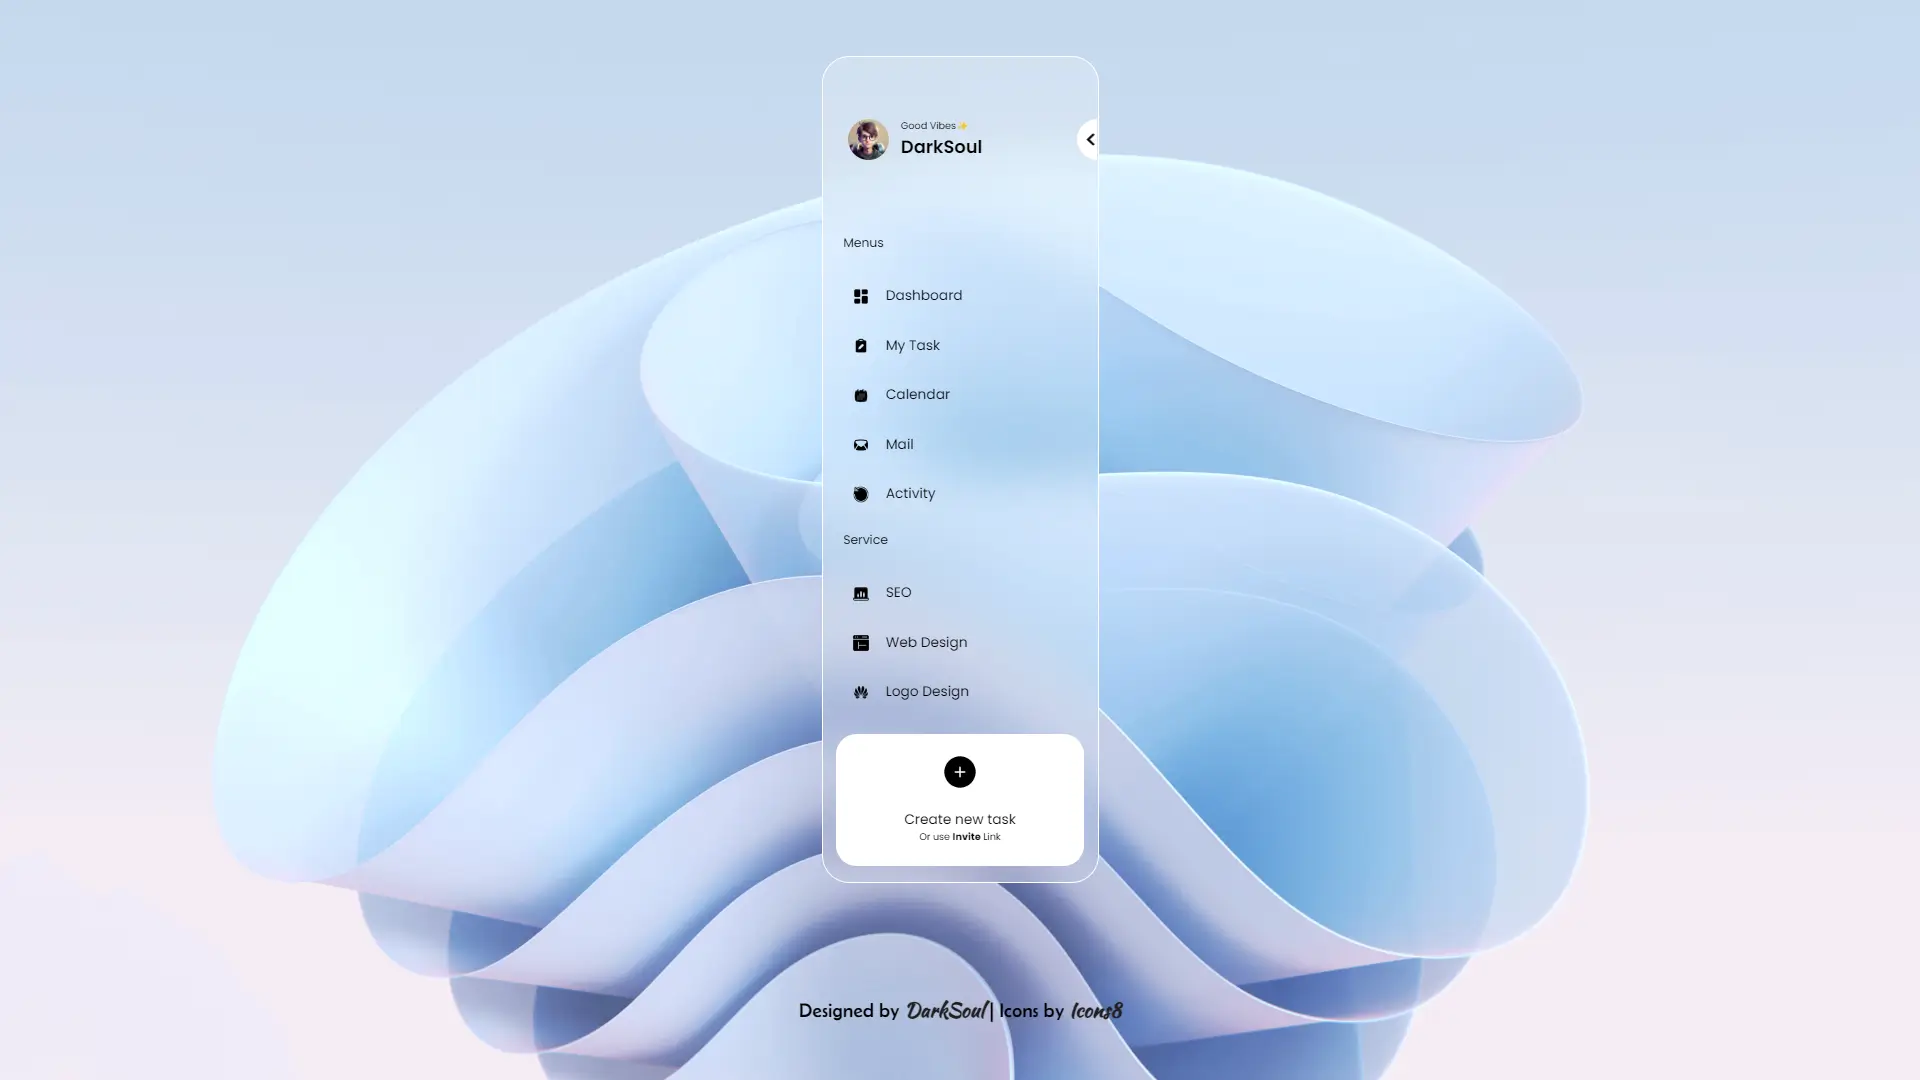 Good Vibes✨
DarkSoul
Menus
Dashboard
My Task
Calendar
Mail
Activity
Service
SEO
Web Design
Logo Design
Create new task
Or use Invite Link
Designed by DarkSoul | Icons by Icons8